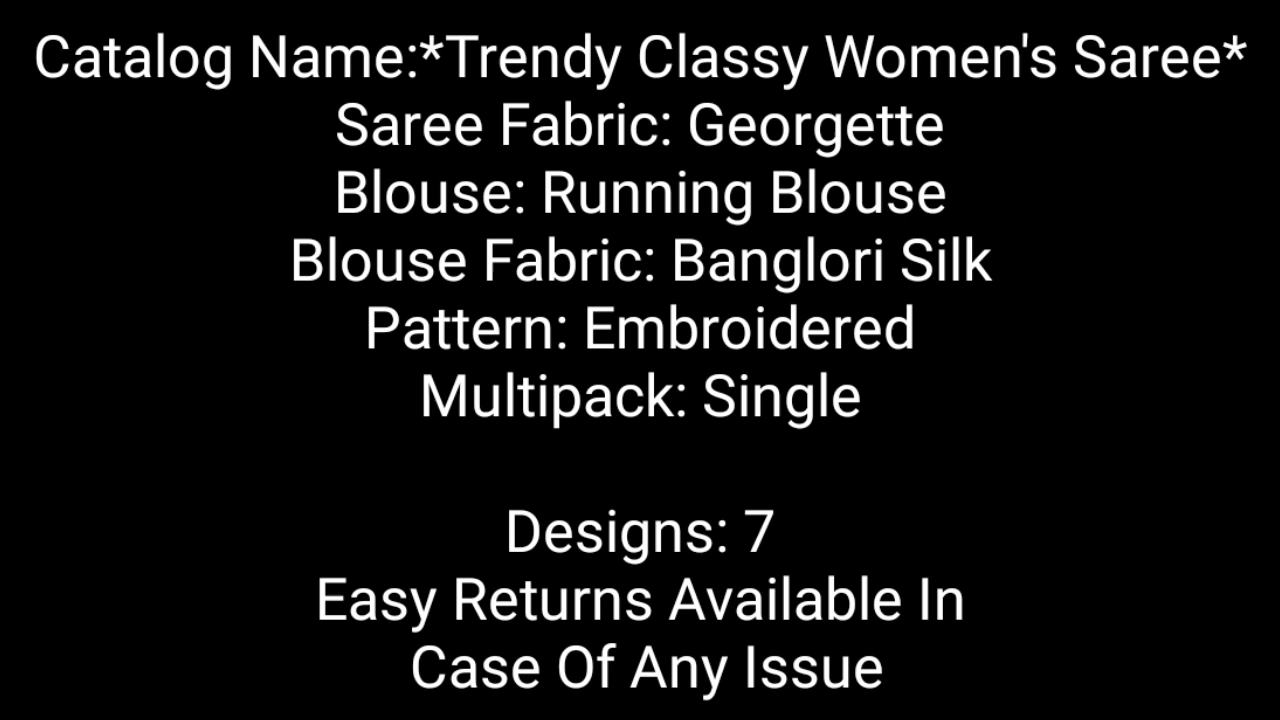 Catalog Name:*Trendy Classy Women's Saree*
Saree Fabric: Georgette
Blouse: Running Blouse
Blouse Fabric: Banglori Silk
Pattern: Embroidered
Multipack: Single
Designs: 7
Easy Returns Available In
Case Of Any Issue